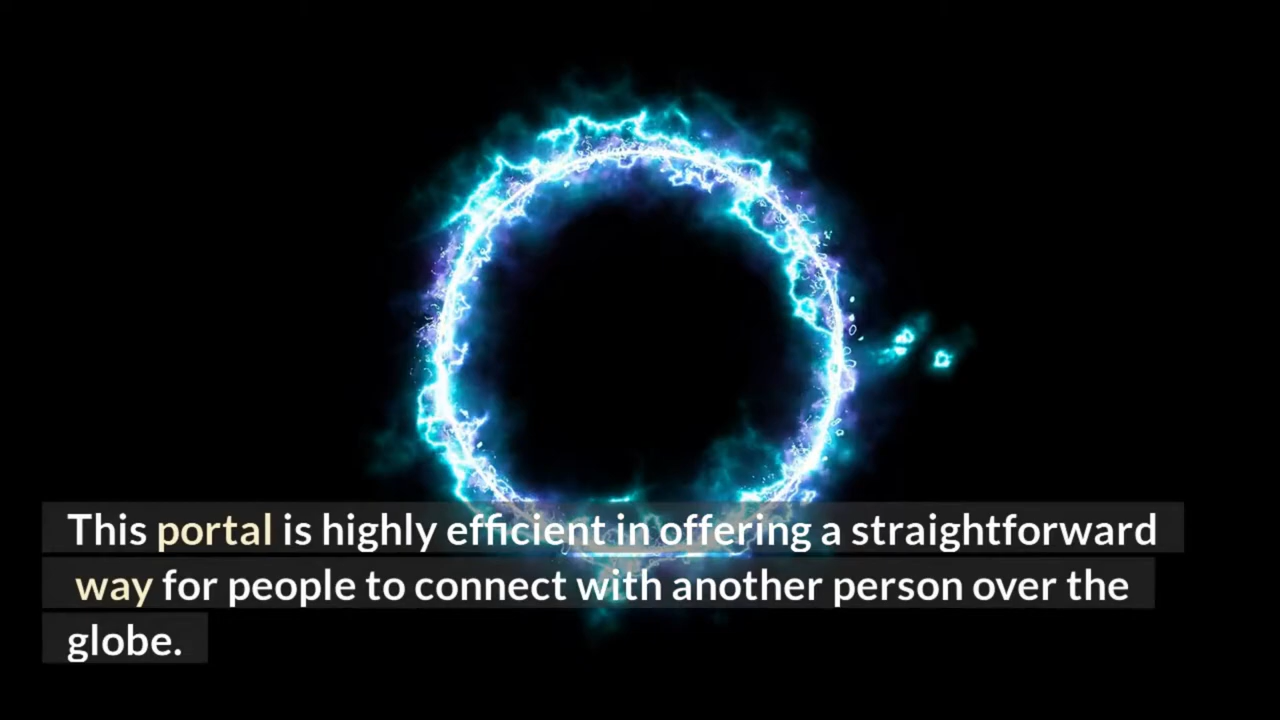 This portal is highly efficient in offering a straightforward
way for people to connect with another person over the
globe.